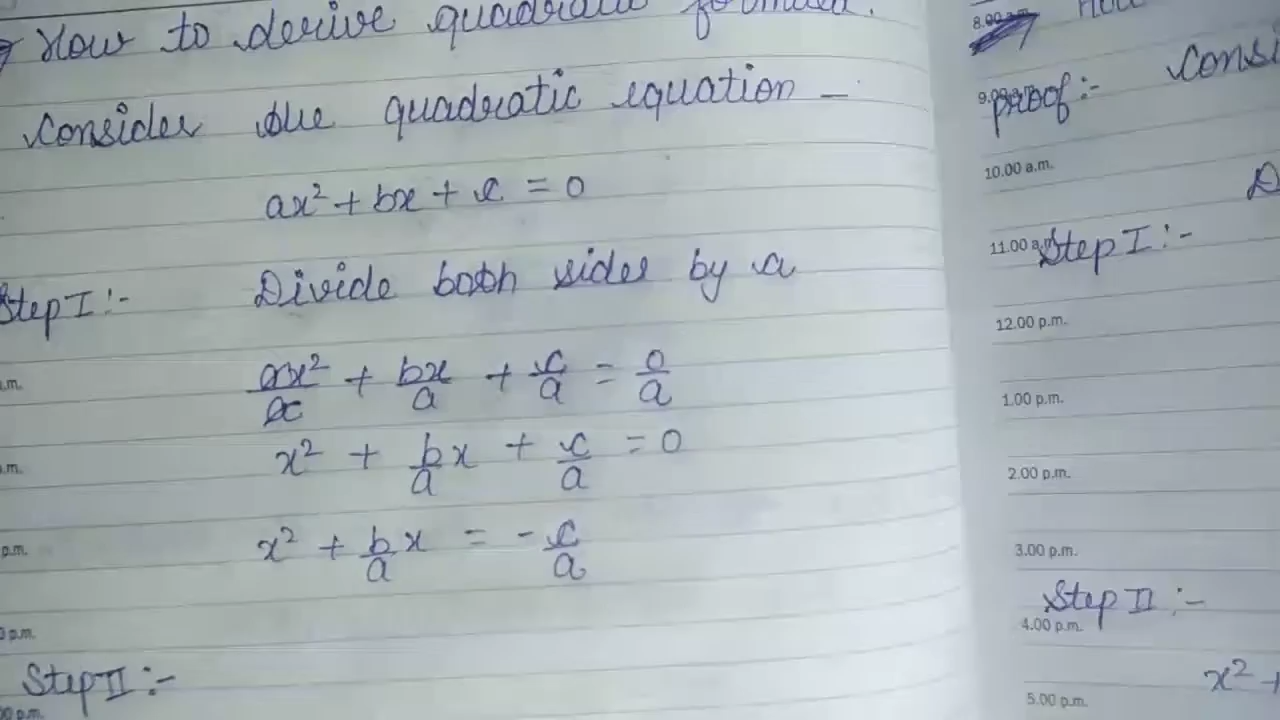 How to derive quadratic formula.
Consider the quadratic equation –
ax² + bx + c = 0
Step I :- Divide both sides by a
ax²/a + bx/a + c/a = 0/a
x² + b/a x + c/a = 0
x² + b/a x = - c/a
Step II :-
a.m.
p.m.
p.m.
8.00 a.m.
9.00
proof :- Consi
10.00 a.m.
11.00 a.m.
Step I :-
12.00 p.m.
1.00 p.m.
2.00 p.m.
3.00 p.m.
Step II :-
4.00 p.m.
x² +
5.00 p.m.